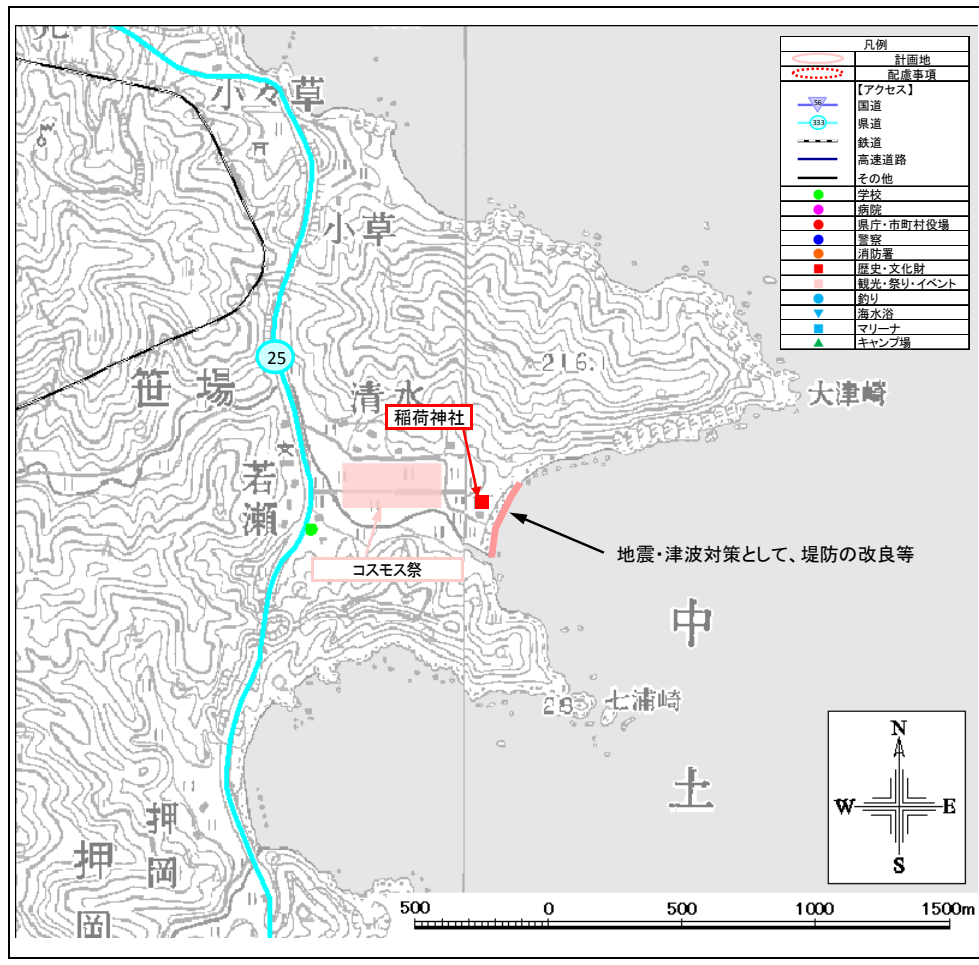 凡例
計画地
配慮事項
【アクセス】
56
国道
333
県道
鉄道
高速道路
その他
学校
病院
県庁・市町村役場
警察
消防署
歴史・文化財
観光・祭り・イベント
釣り
海水浴
マリーナ
キャンプ場
小々草
小草
216.1
大津崎
25
笹場
清水
稲荷神社
若瀬
コスモス祭
地震・津波対策として、堤防の改良等
中
28
七浦崎
土
押岡
押
岡
N
W
E
S
500
0
500
1000
1500m